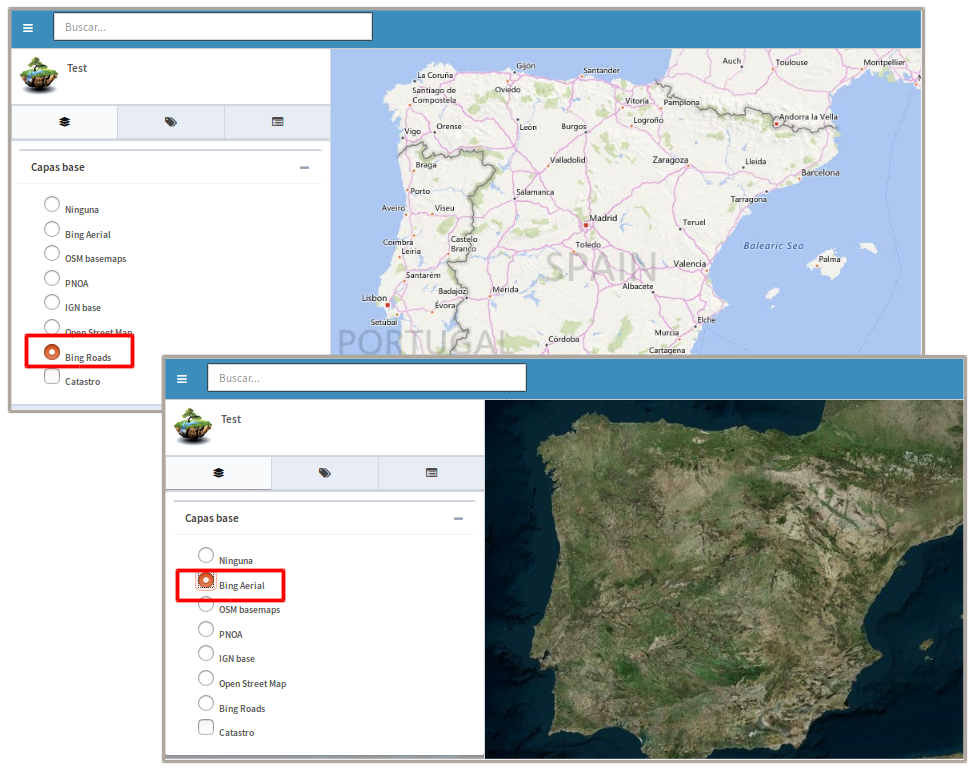 Buscar...
Test
Capas base
Ninguna
Bing Aerial
OSM basemaps
PNOA
IGN base
Open Street Map
Bing Roads
Catastro
La Coruña
Gijón
Santander
Auch
Toulouse
Montpellier
Santiago de
Compostela
Oviedo
Vitoria
Pamplona
Andorra la Vella
Vigo
Orense
León
Burgos
Logroño
Braga
Valladolid
Zaragoza
Lleida
Barcelona
Porto
Salamanca
Tarragona
Aveiro
Viseu
Madrid
Teruel
Coimbra
Leiria
Castelo
Branco
Toledo
Balearic Sea
SPAIN
Valencia
Palma
Santarém
Badajoz
Mérida
Albacete
Lisbon
Évora
Setubal
Elche
PORTUGAL
Córdoba
Murcia
Cartagena
Buscar...
Test
Capas base
Ninguna
Bing Aerial
OSM basemaps
PNOA
IGN base
Open Street Map
Bing Roads
Catastro